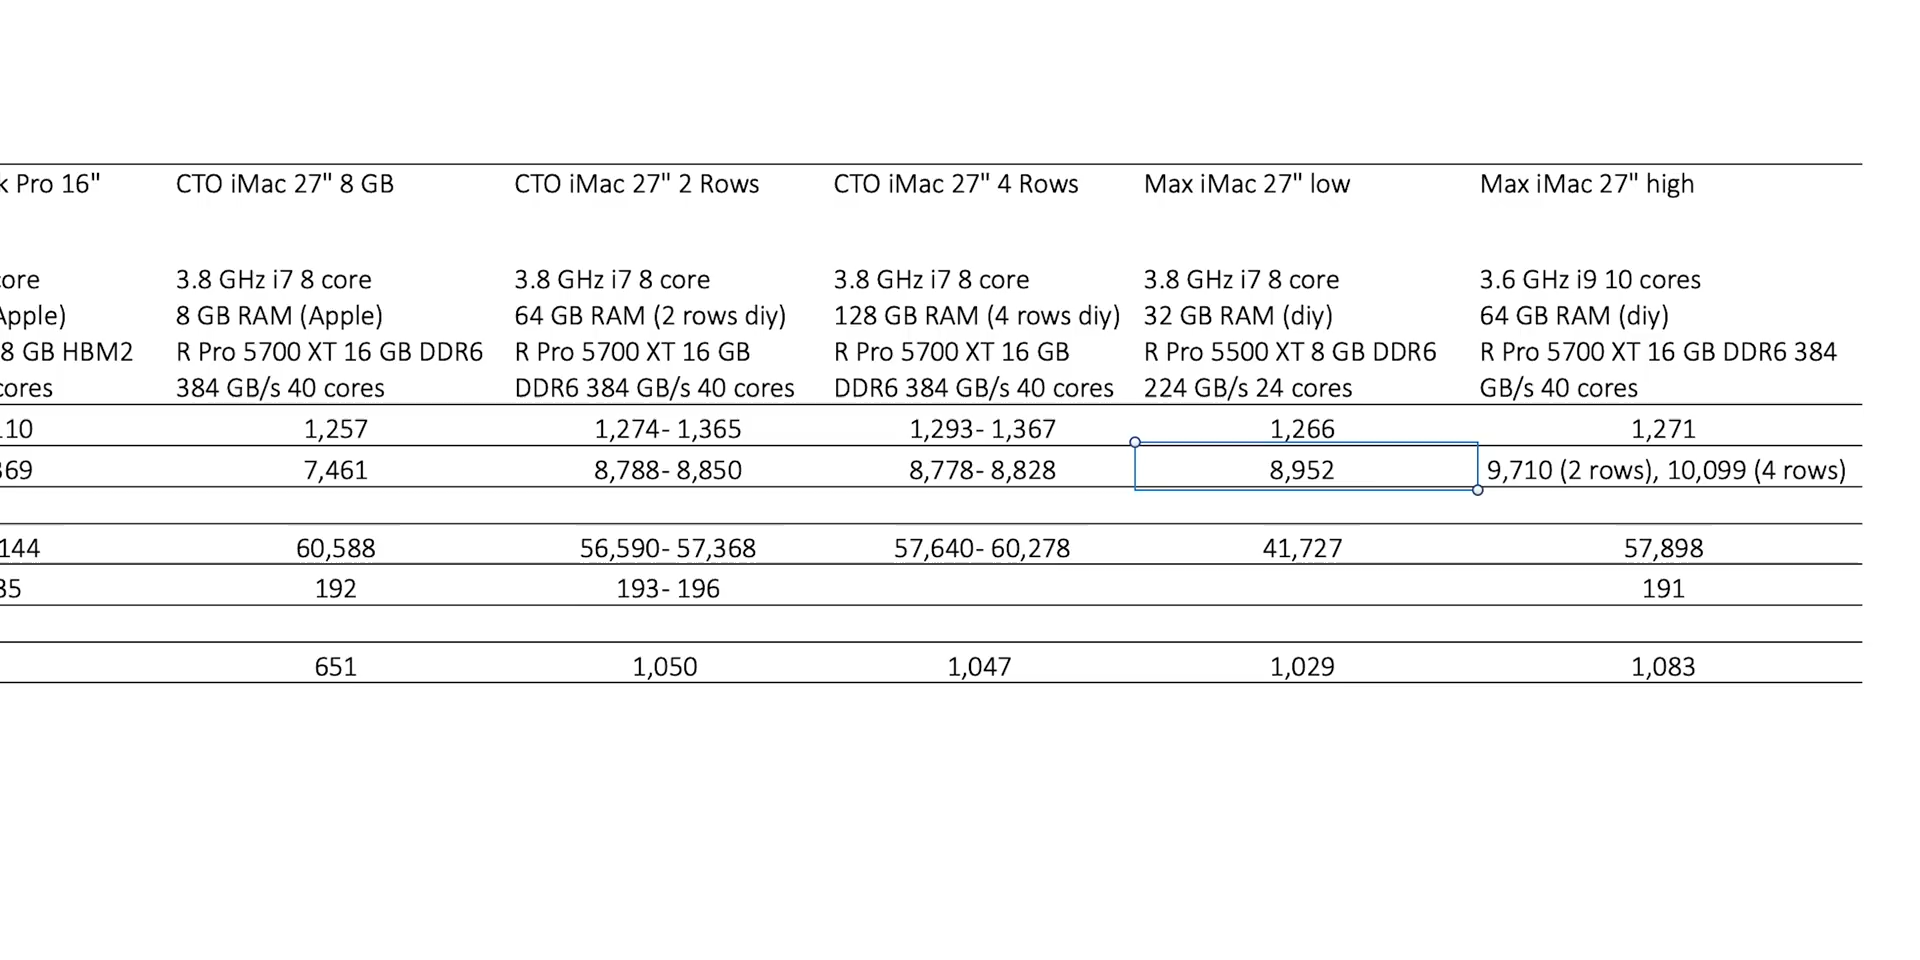 k Pro 16" CTO iMac 27" 8 GB CTO iMac 27" 2 Rows CTO iMac 27" 4 Rows Max iMac 27" low Max iMac 27" high
core 3.8 GHz i7 8 core 3.8 GHz i7 8 core 3.8 GHz i7 8 core 3.8 GHz i7 8 core 3.6 GHz i9 10 cores
Apple) 8 GB RAM (Apple) 64 GB RAM (2 rows diy) 128 GB RAM (4 rows diy) 32 GB RAM (diy) 64 GB RAM (diy)
8 GB HBM2 R Pro 5700 XT 16 GB DDR6 R Pro 5700 XT 16 GB R Pro 5700 XT 16 GB R Pro 5500 XT 8 GB DDR6 R Pro 5700 XT 16 GB DDR6 384
cores 384 GB/s 40 cores DDR6 384 GB/s 40 cores DDR6 384 GB/s 40 cores 224 GB/s 24 cores GB/s 40 cores
10 1,257 1,274- 1,365 1,293- 1,367 1,266 1,271
69 7,461 8,788- 8,850 8,778- 8,828 8,952 9,710 (2 rows), 10,099 (4 rows)
144 60,588 56,590- 57,368 57,640- 60,278 41,727 57,898
35 192 193- 196 191
651 1,050 1,047 1,029 1,083